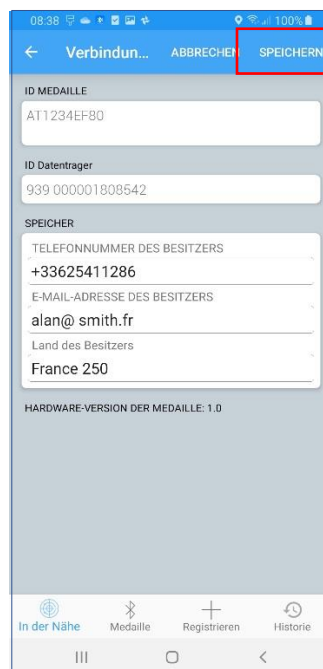 08:38 100%
Verbindun... ABBRECHEN SPEICHERN
ID MEDAILLE
AT1234EF80
ID Datentrager
939 000001808542
SPEICHER
TELEFONNUMMER DES BESITZERS
+33625411286
E-MAIL-ADRESSE DES BESITZERS
alan@ smith.fr
Land des Besitzers
France 250
HARDWARE-VERSION DER MEDAILLE: 1.0
In der Nähe Medaille Registrieren Historie